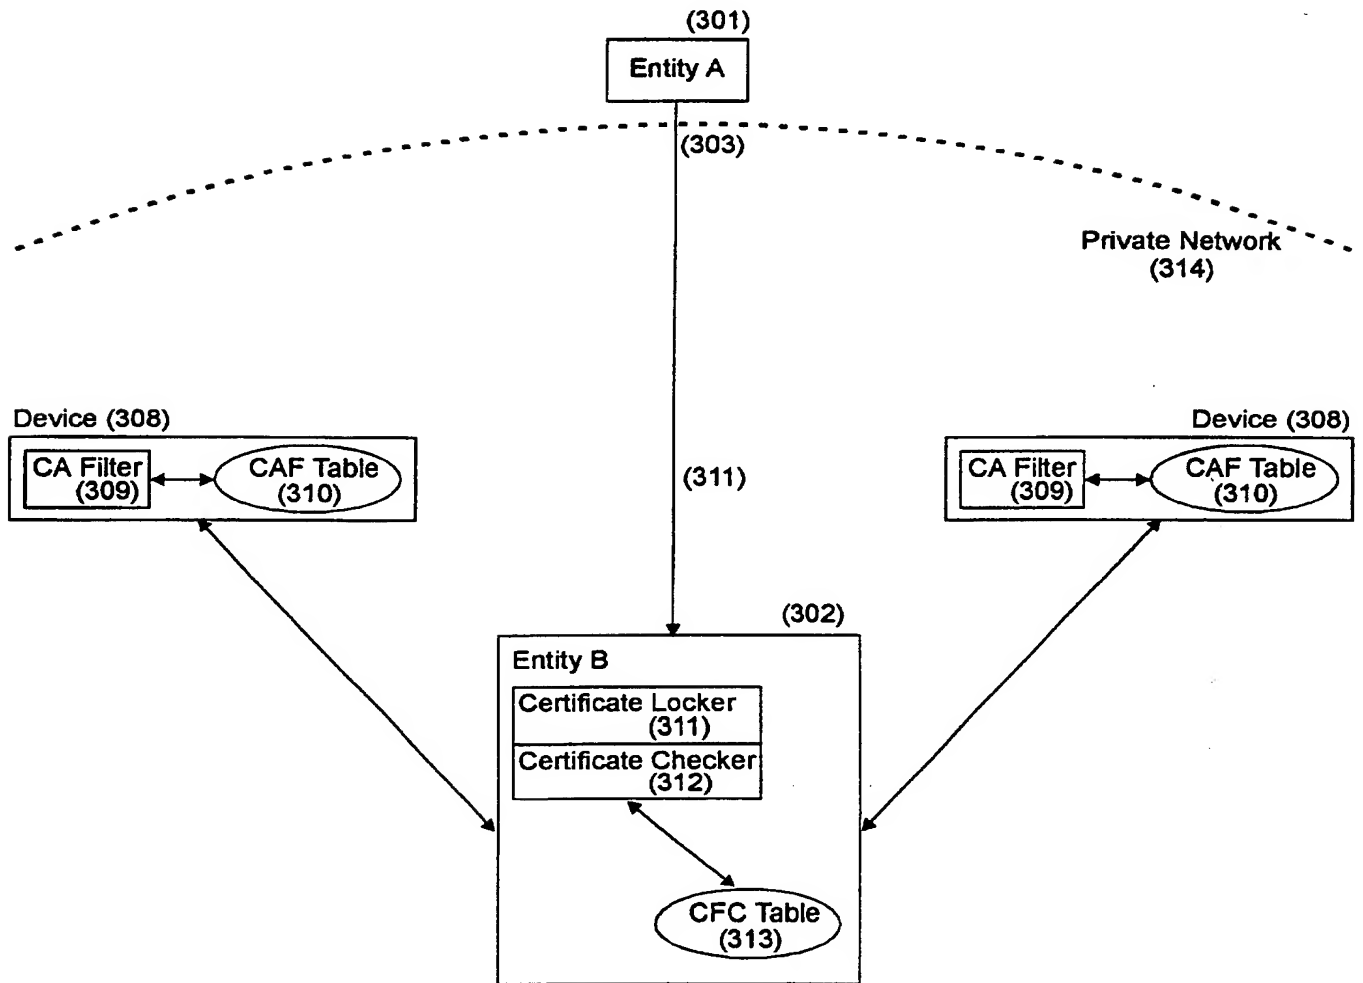 (301)
Entity A
(303)
Private Network
(314)
Device (308)
CA Filter
(309)
CAF Table
(310)
(311)
Device (308)
CA Filter
(309)
CAF Table
(310)
(302)
Entity B
Certificate Locker
(311)
Certificate Checker
(312)
CFC Table
(313)